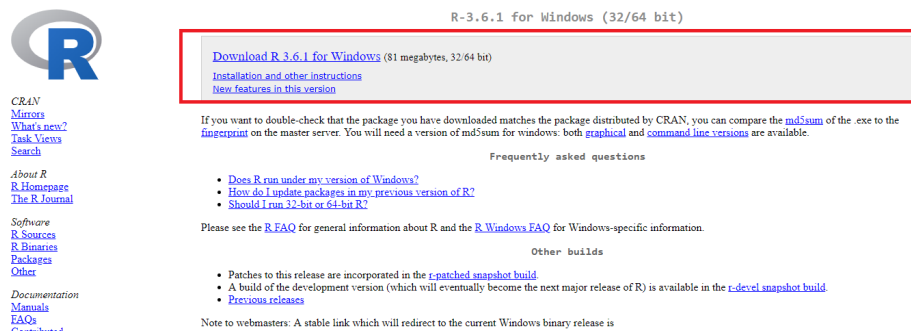 R-3.6.1 for Windows (32/64 bit)
R
Download R 3.6.1 for Windows (81 megabytes, 32/64 bit)
Installation and other instructions
New features in this version
CRAN
Mirrors
What's new?
Task Views
Search
About R
R Homepage
The R Journal
Software
R Sources
R Binaries
Packages
Other
Documentation
Manuals
FAQs
Contributed
If you want to double-check that the package you have downloaded matches the package distributed by CRAN, you can compare the md5sum of the .exe to the
fingerprint on the master server. You will need a version of md5sum for windows: both graphical and command line versions are available.
Frequently asked questions
Does R run under my version of Windows?
How do I update packages in my previous version of R?
Should I run 32-bit or 64-bit R?
Please see the R FAQ for general information about R and the R Windows FAQ for Windows-specific information.
Other builds
Patches to this release are incorporated in the r-patched snapshot build.
A build of the development version (which will eventually become the next major release of R) is available in the r-devel snapshot build.
Previous releases
Note to webmasters: A stable link which will redirect to the current Windows binary release is